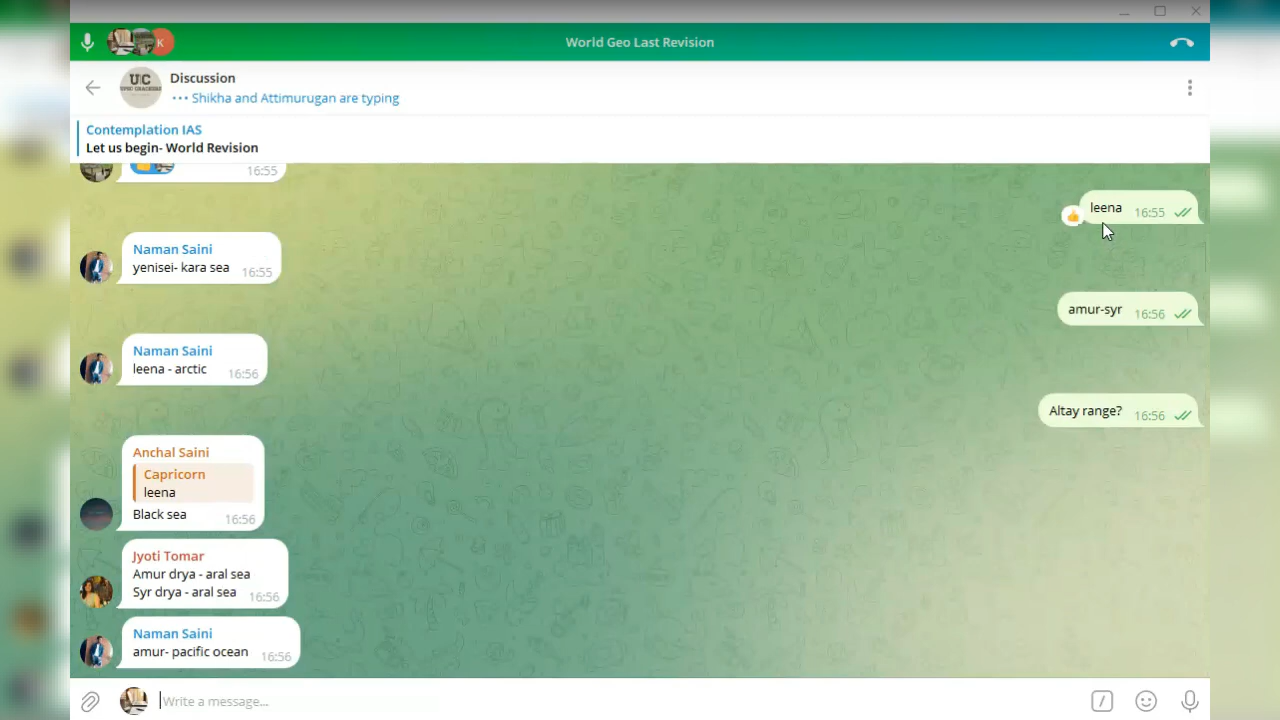 K
World Geo Last Revision
UC
UPSC CRACKERS
Discussion
Shikha and Attimurugan are typing
Contemplation IAS
Let us begin- World Revision
16:55
leena 16:55
Naman Saini
yenisei- kara sea 16:55
amur-syr 16:56
Naman Saini
leena - arctic 16:56
Altay range? 16:56
Anchal Saini
Capricorn
leena
Black sea 16:56
Jyoti Tomar
Amur drya - aral sea
Syr drya - aral sea 16:56
Naman Saini
amur- pacific ocean 16:56
Write a message...